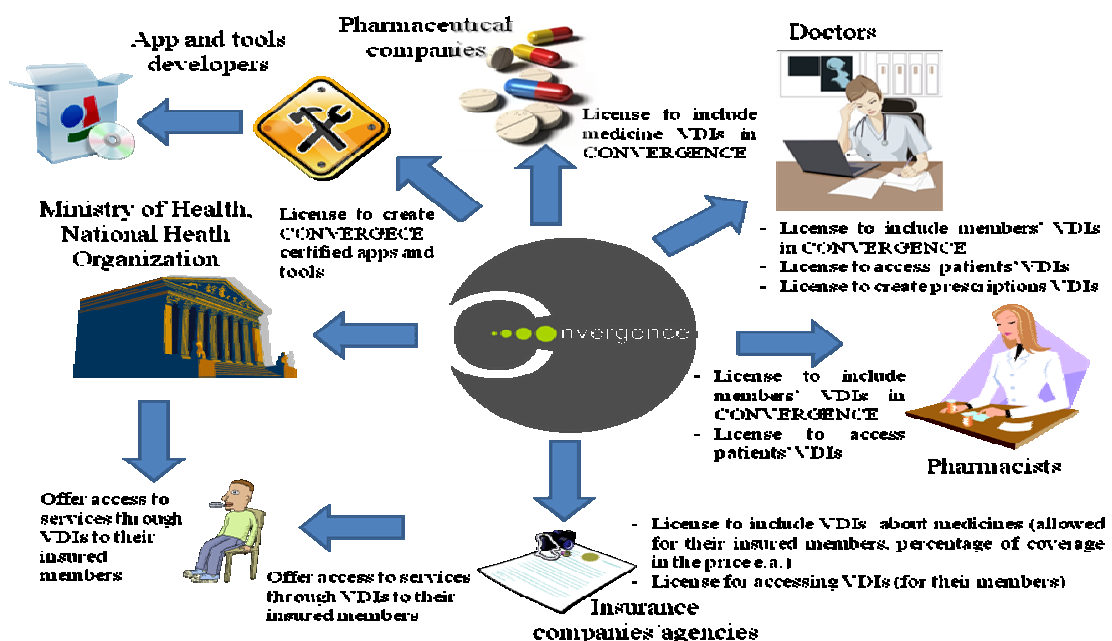 App and tools
developers
Pharmaceutical
companies
Doctors
License to include
medicine VDIs in
CONVERGENCE
Ministry of Health,
National Heath
Organization
License to create
CONVERGECE
certified apps and
tools
- License to include members' VDIs
in CONVERGENCE
- License to access patients' VDIs
- License to create prescriptions VDIs
nvergence
- License to include
members' VDIs in
CONVERGENCE
- License to access
patients' VDIs
Pharmacists
Offer access to
services through
VDIs to their
insured
members
Offer access to services
through VDIs to their
insured members
- License to include VDIs about medicines (allowed
for their insured members, percentage of coverage
in the price e.a.)
- License for accessing VDIs (for their members)
Insurance
companies/agencies